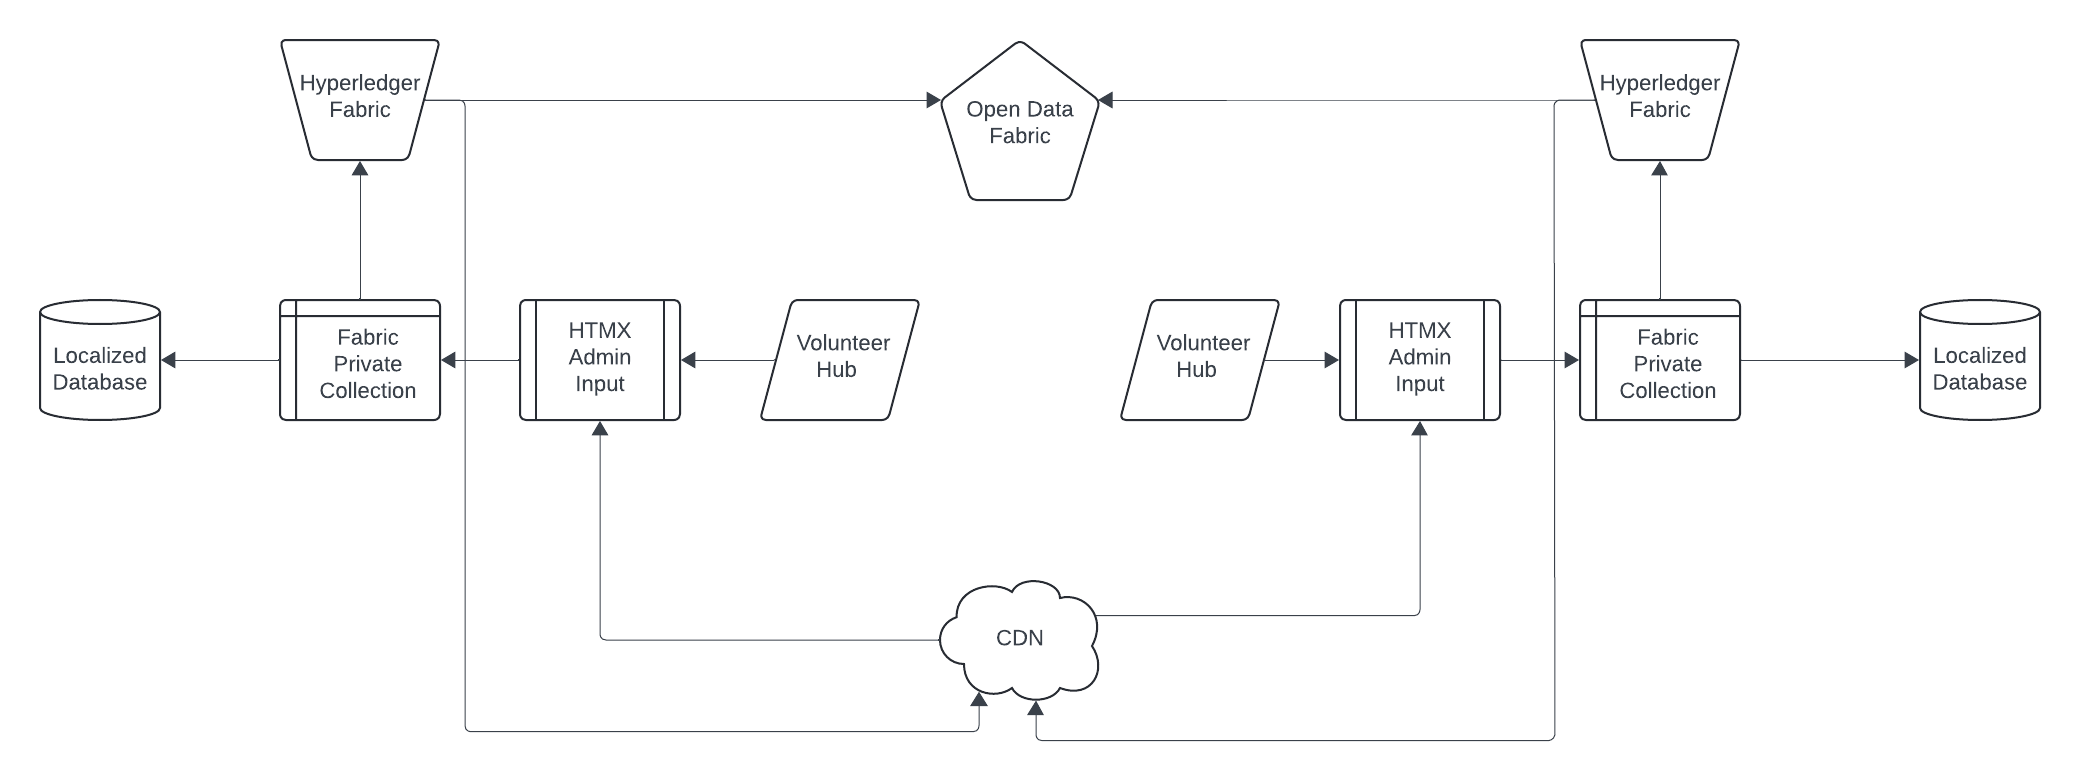 Hyperledger
Fabric
Open Data
Fabric
Hyperledger
Fabric
Localized
Database
Fabric
Private
Collection
HTMX
Admin
Input
Volunteer
Hub
Volunteer
Hub
HTMX
Admin
Input
Fabric
Private
Collection
Localized
Database
CDN